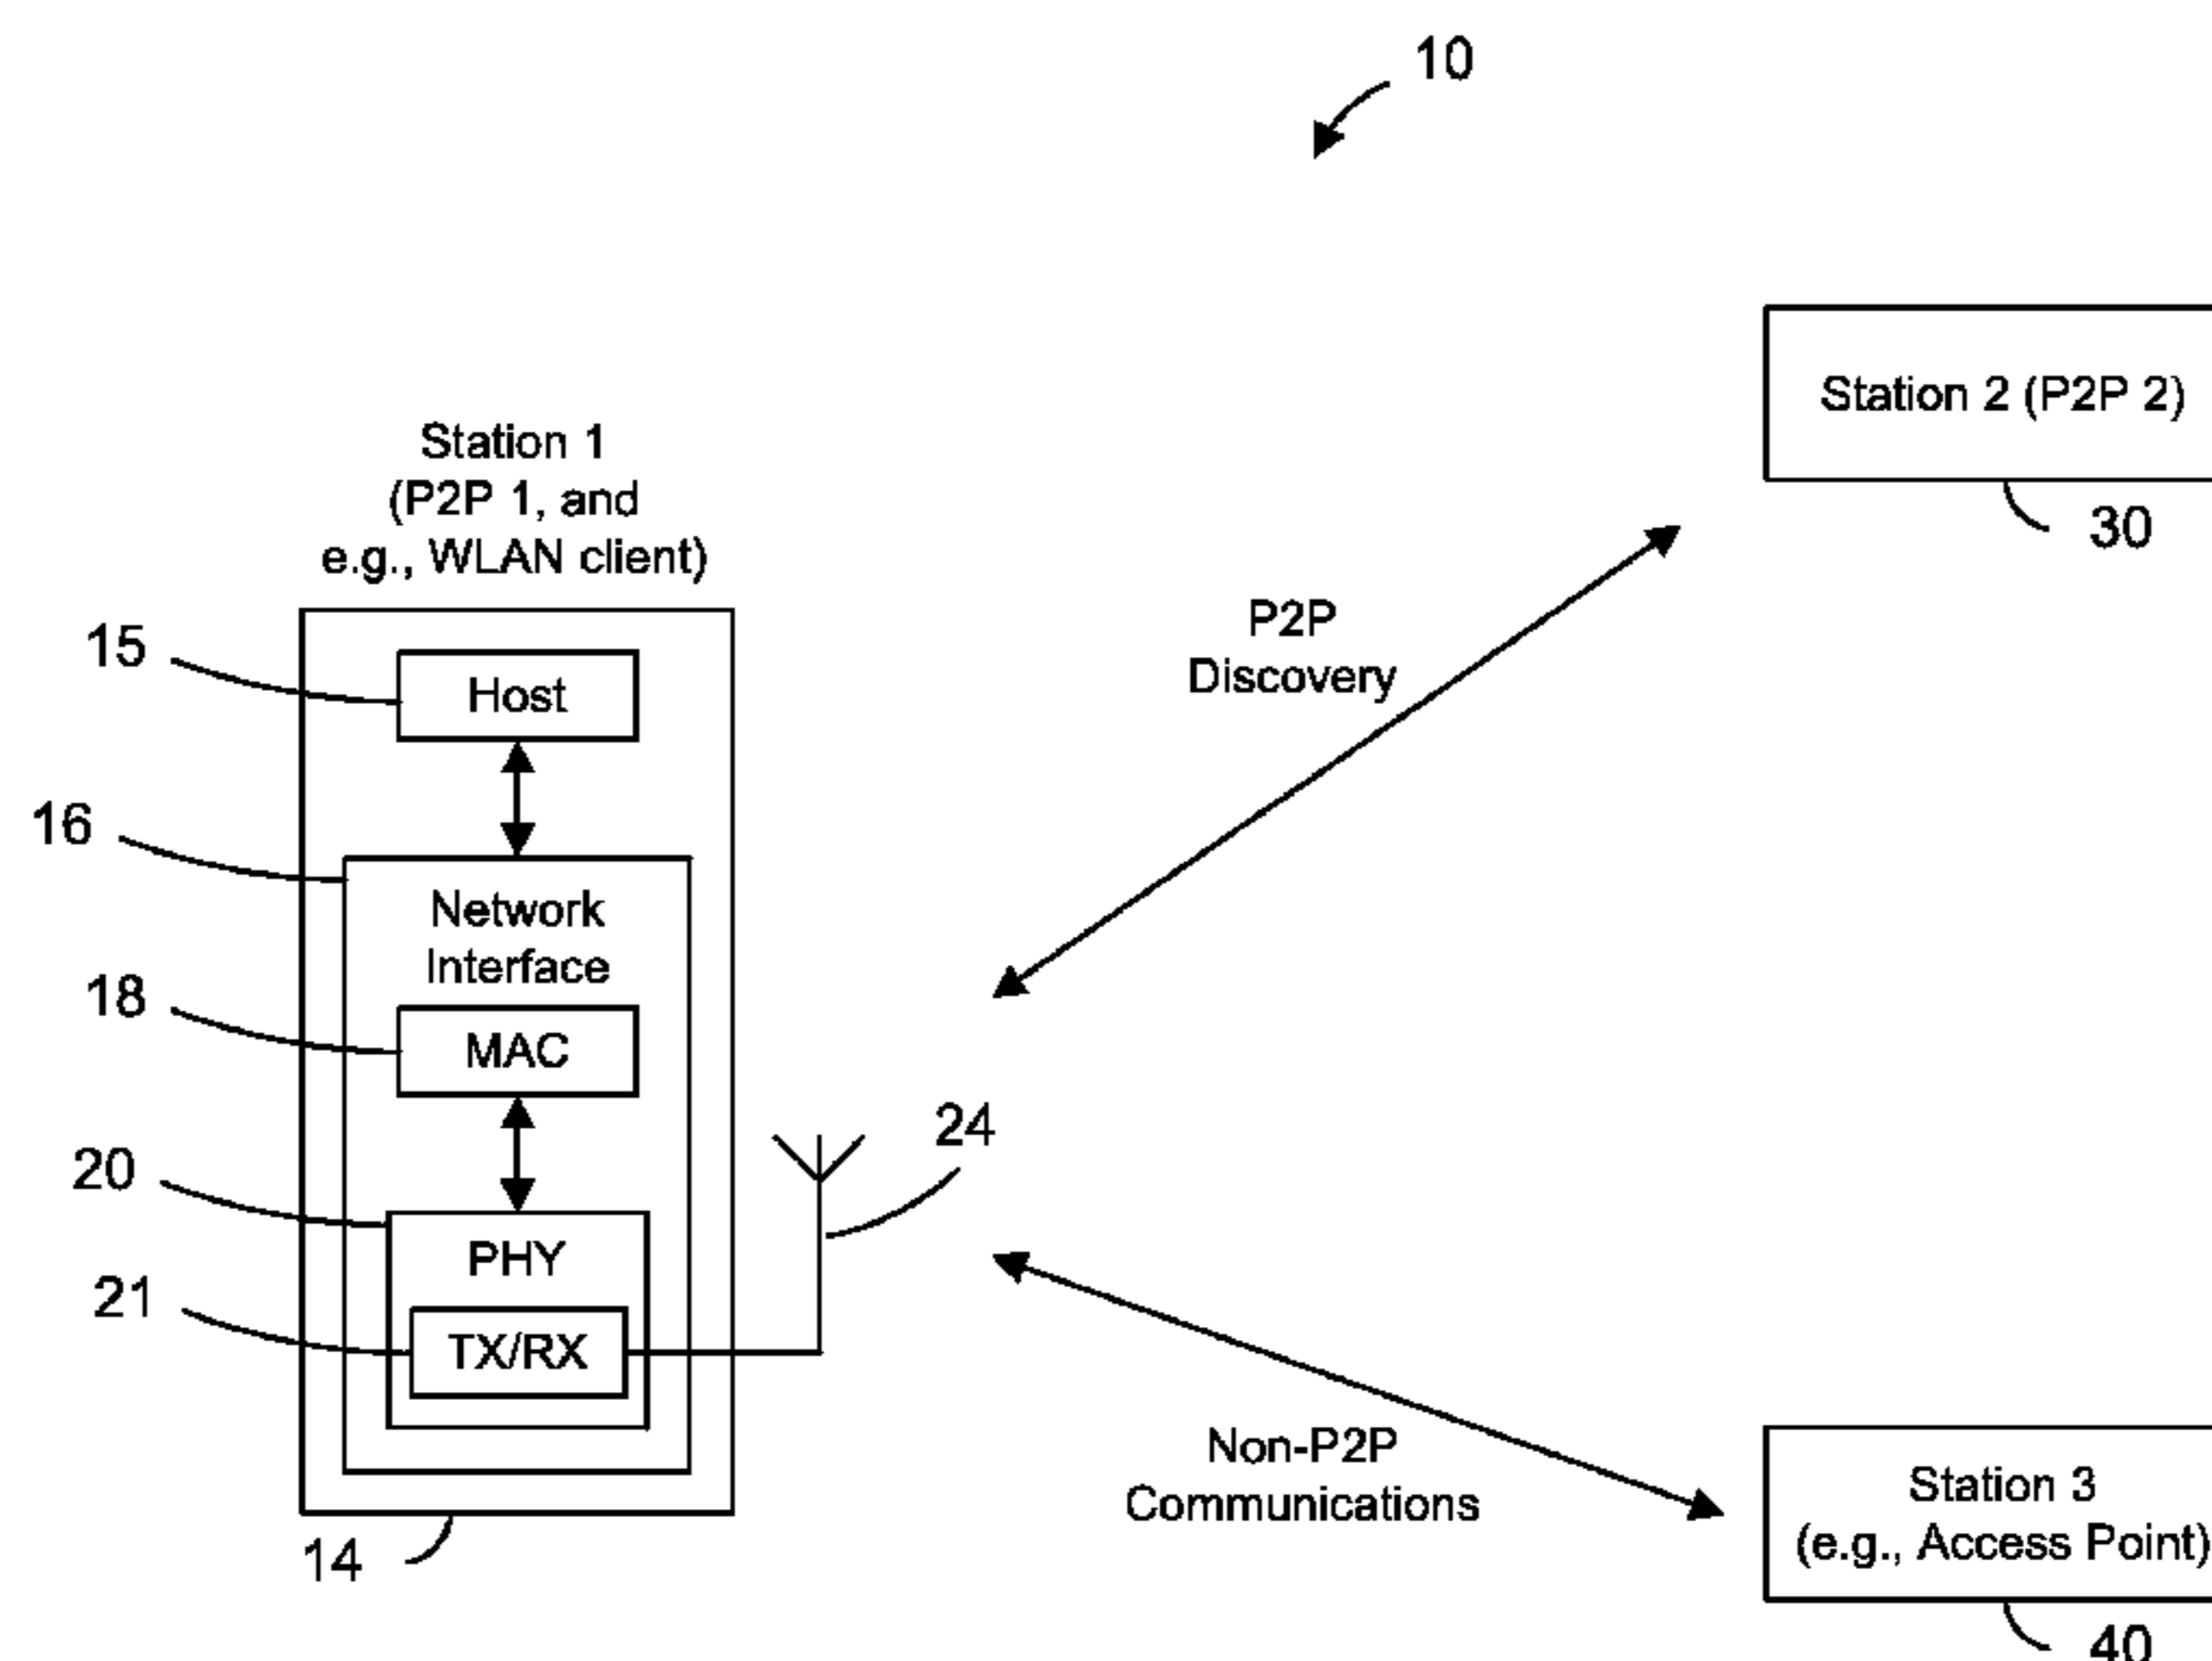 10
Station 2 (P2P 2)
30
Station 1
(P2P 1, and
e.g., WLAN client)
P2P
Discovery
15
Host
16
Network
Interface
18
MAC
24
20
PHY
21
TX/RX
Non-P2P
Communications
Station 3
(e.g., Access Point)
14
40